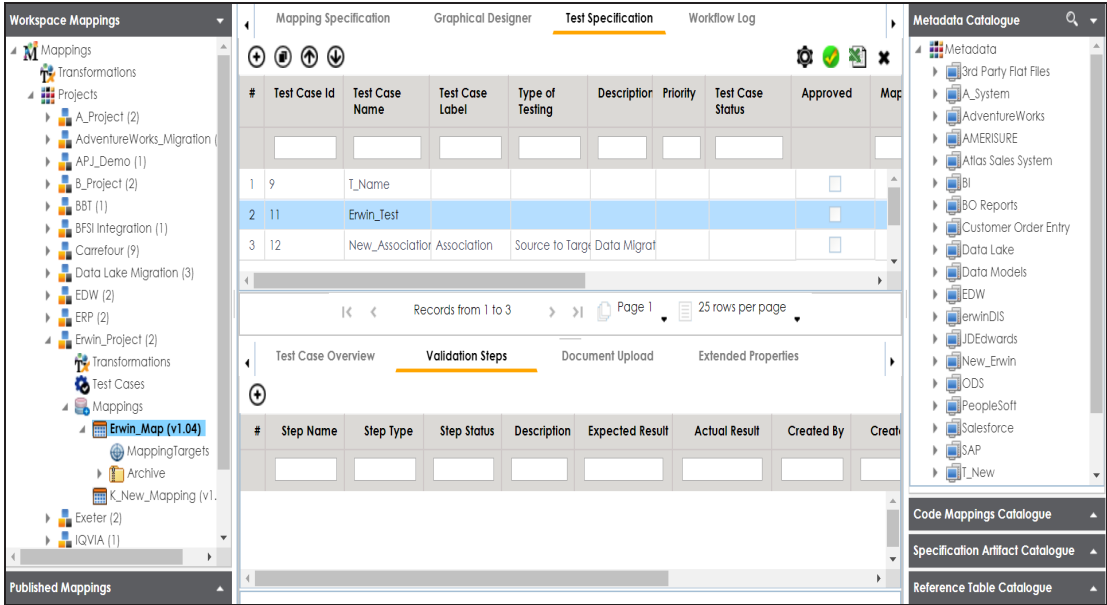 Workspace Mappings
Mappings
Transformations
Projects
A_Project (2)
AdventureWorks_Migration (
APJ_Demo (1)
B_Project (2)
BBT (1)
BFSI Integration (1)
Carrefour (9)
Data Lake Migration (3)
EDW (2)
ERP (2)
Erwin_Project (2)
Transformations
Test Cases
Mappings
Erwin_Map (v1.04)
MappingTargets
Archive
K_New_Mapping (v1.
Exeter (2)
IQVIA (1)
Published Mappings
Mapping Specification Graphical Designer Test Specification Workflow Log
# Test Case Id Test Case Name Test Case Label Type of Testing Description Priority Test Case Status Approved Map
1 9 T_Name
2 11 Erwin_Test
3 12 New_Association Association Source to Targe Data Migrat
Records from 1 to 3 Page 1 25 rows per page
Test Case Overview Validation Steps Document Upload Extended Properties
# Step Name Step Type Step Status Description Expected Result Actual Result Created By Create
Metadata Catalogue
Metadata
3rd Party Flat Files
A_System
AdventureWorks
AMERISURE
Atlas Sales System
BI
BO Reports
Customer Order Entry
Data Lake
Data Models
EDW
erwinDIS
JDEdwards
New_Erwin
ODS
PeopleSoft
Salesforce
SAP
T_New
Code Mappings Catalogue
Specification Artifact Catalogue
Reference Table Catalogue